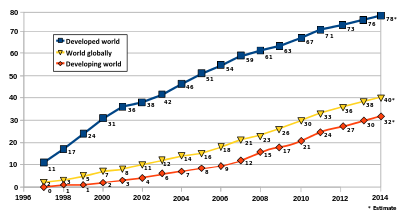 80
70
60
50
40
30
20
10
0
Developed world
World globally
Developing world
11 17 24 31 36 38 42 46 51 54 59 61 63 67 71 73 76 78*
2 3 5 7 8 11 12 14 16 18 21 23 26 30 33 36 38 40*
0 1 1 2 3 4 6 7 8 9 12 15 17 21 24 27 30 32*
1996 1998 2000 2002 2004 2006 2008 2010 2012 2014
* Estimate